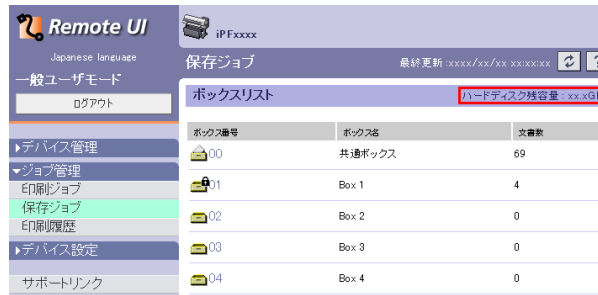 Remote UI
iPFxxxx
Japanese language
一般ユーザモード
ログアウト
保存ジョブ
最終更新 :xxxx/xx/xx xx:xx:xx
?
ボックスリスト
ハードディスク残容量 : xx.xGB
ボックス番号 ボックス名 文書数
00 共通ボックス 69
01 Box 1 4
02 Box 2 0
03 Box 3 0
04 Box 4 0
デバイス管理
ジョブ管理
印刷ジョブ
保存ジョブ
印刷履歴
デバイス設定
サポートリンク